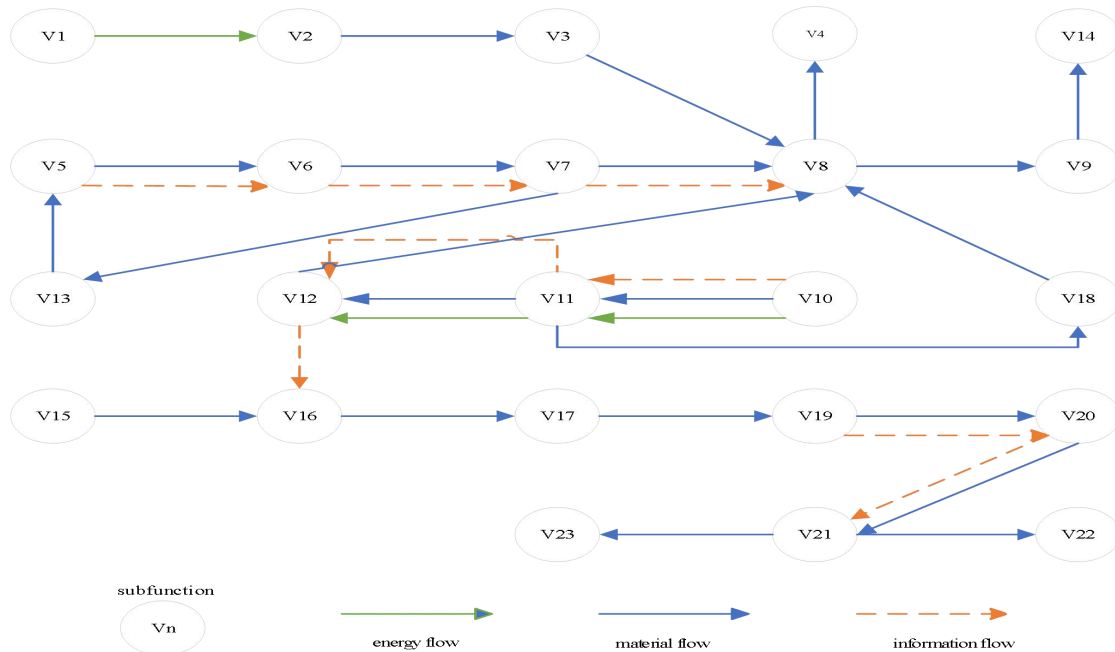 V1 V2 V3 V4 V14
V5 V6 V7 V8 V9
V13 V12 V11 V10 V18
V15 V16 V17 V19 V20
V23 V21 V22
subfunction
Vn
energy flow material flow information flow